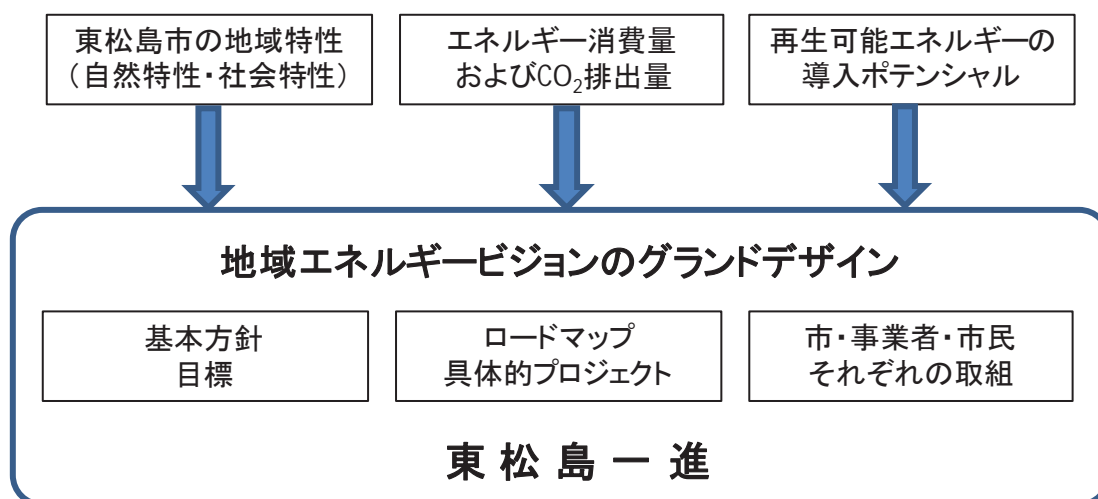 東松島市の地域特性
（自然特性・社会特性）
エネルギー消費量
およびCO₂排出量
再生可能エネルギーの
導入ポテンシャル
地域エネルギービジョンのグランドデザイン
基本方針
目標
ロードマップ
具体的プロジェクト
市・事業者・市民
それぞれの取組
東松島一進